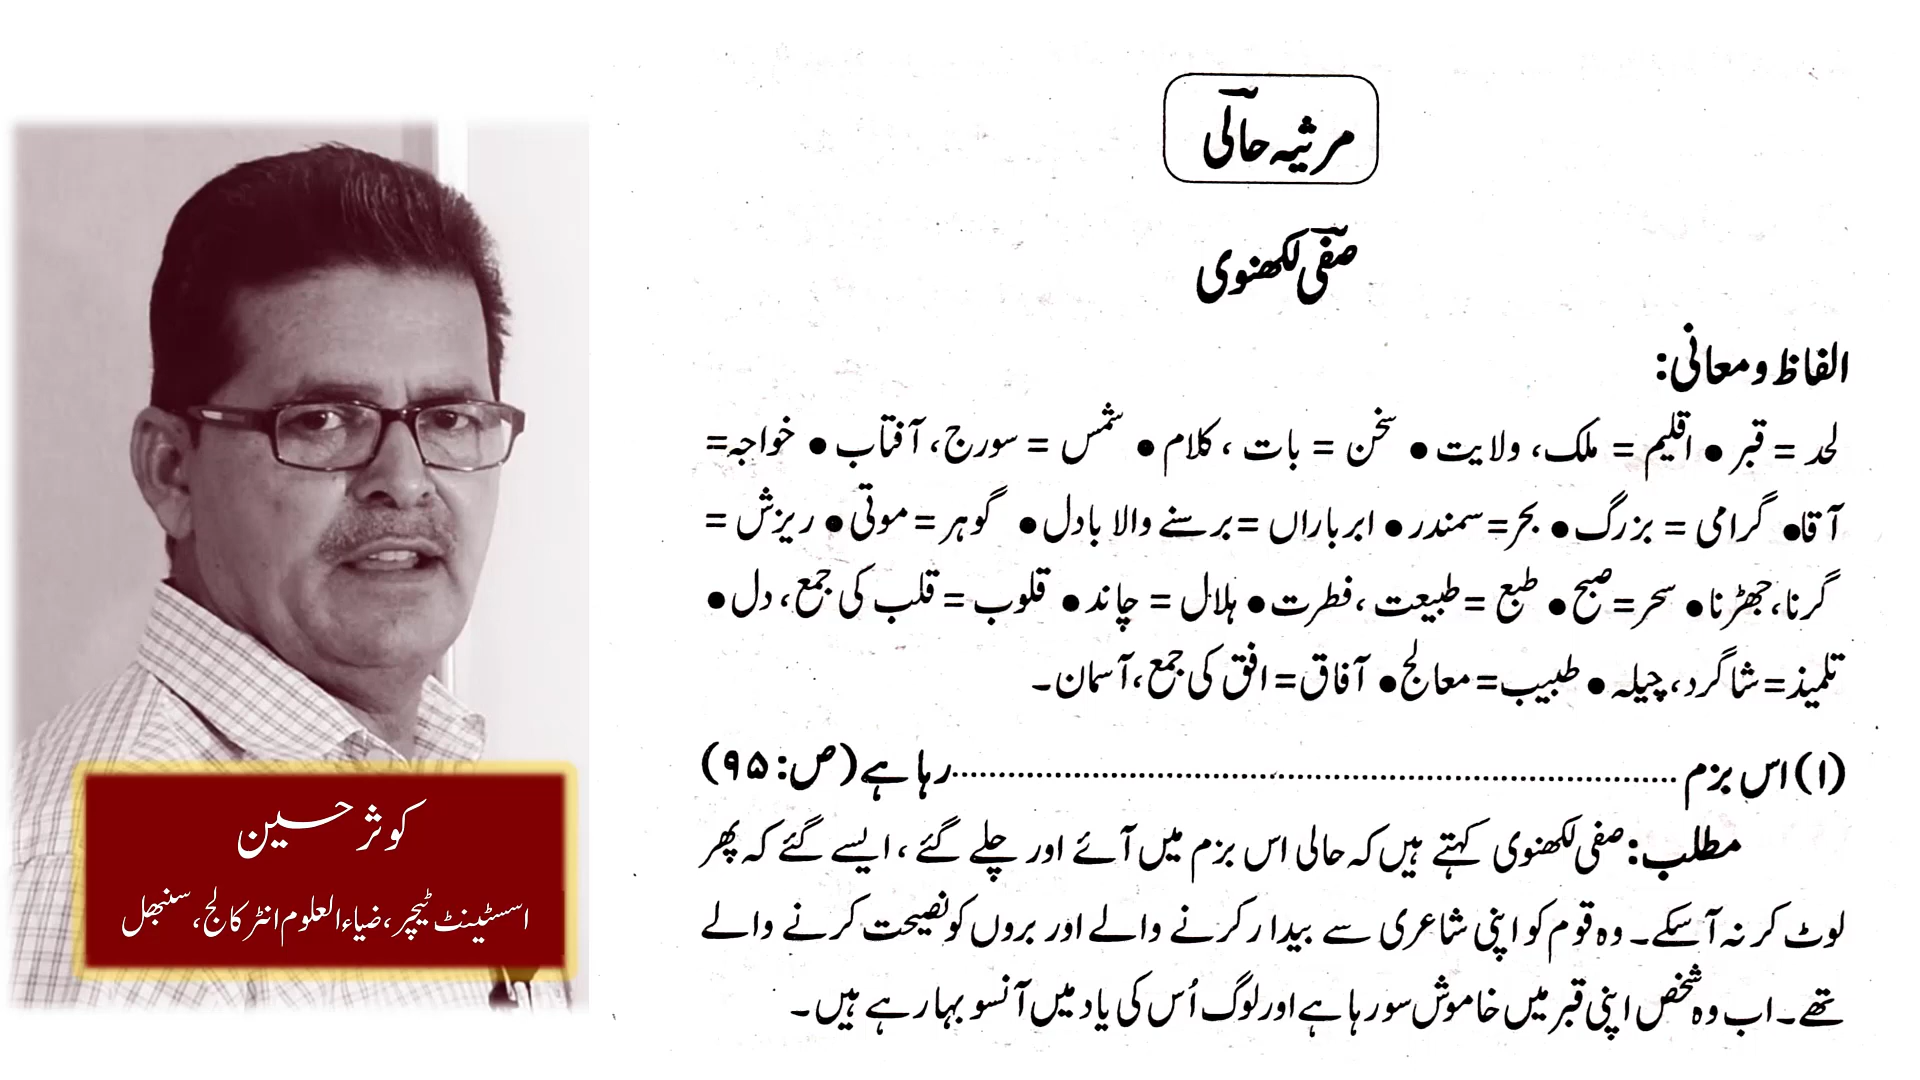 مرثیہ حالؔی
صفؔی لکھنوی
الفاظ و معانی:
لحد = قبر ● اقلیم = ملک، ولایت ● سخن = بات، کلام ● شمس = سورج، آفتاب ● خواجہ=
آقا● گرامی = بزرگ ● بحر= سمندر ● ابر باراں = برسنے والا بادل ● گوہر = موتی ● ریزش =
گرنا، جھڑنا ● سحر = صبح ● طبع = طبیعت، فطرت ● ہلال = چاند ● قلوب = قلب کی جمع، دل ●
تلمیذ = شاگرد، چیلہ ● طبیب = معالج ● آفاق = افق کی جمع، آسمان۔
(۱) اس بزم ........................................ رہا ہے (ص: ۹۵)
مطلب: صفی لکھنوی کہتے ہیں کہ حالی اس بزم میں آئے اور چلے گئے، ایسے گئے کہ پھر
لوٹ کر نہ آ سکے۔ وہ قوم کو اپنی شاعری سے بیدار کرنے والے اور بروں کو نصیحت کرنے والے
تھے۔ اب وہ شخص اپنی قبر میں خاموش سو رہا ہے اور لوگ اُس کی یاد میں آنسو بہا رہے ہیں۔
کوثر حسین
اسسٹینٹ ٹیچر، ضیاء العلوم انٹر کالج، سنبھل